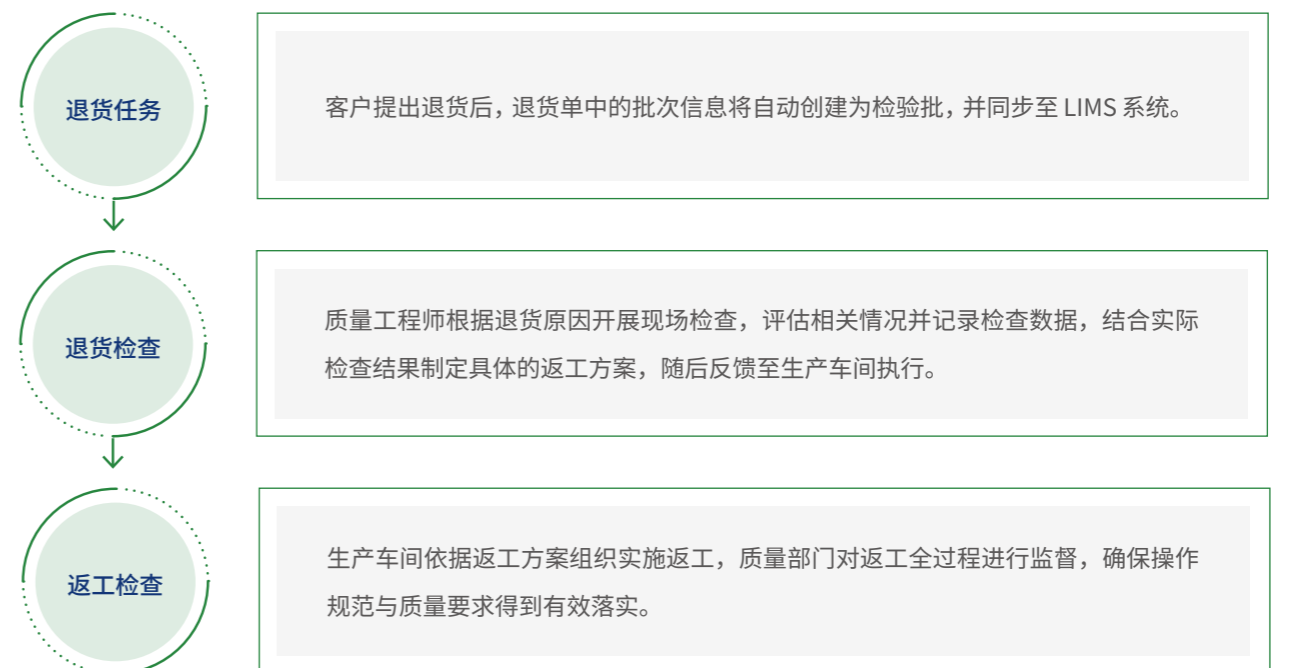 退货任务
客户提出退货后，退货单中的批次信息将自动创建为检验批，并同步至 LIMS 系统。
退货检查
质量工程师根据退货原因开展现场检查，评估相关情况并记录检查数据，结合实际
检查结果制定具体的返工方案，随后反馈至生产车间执行。
返工检查
生产车间依据返工方案组织实施返工，质量部门对返工全过程进行监督，确保操作
规范与质量要求得到有效落实。